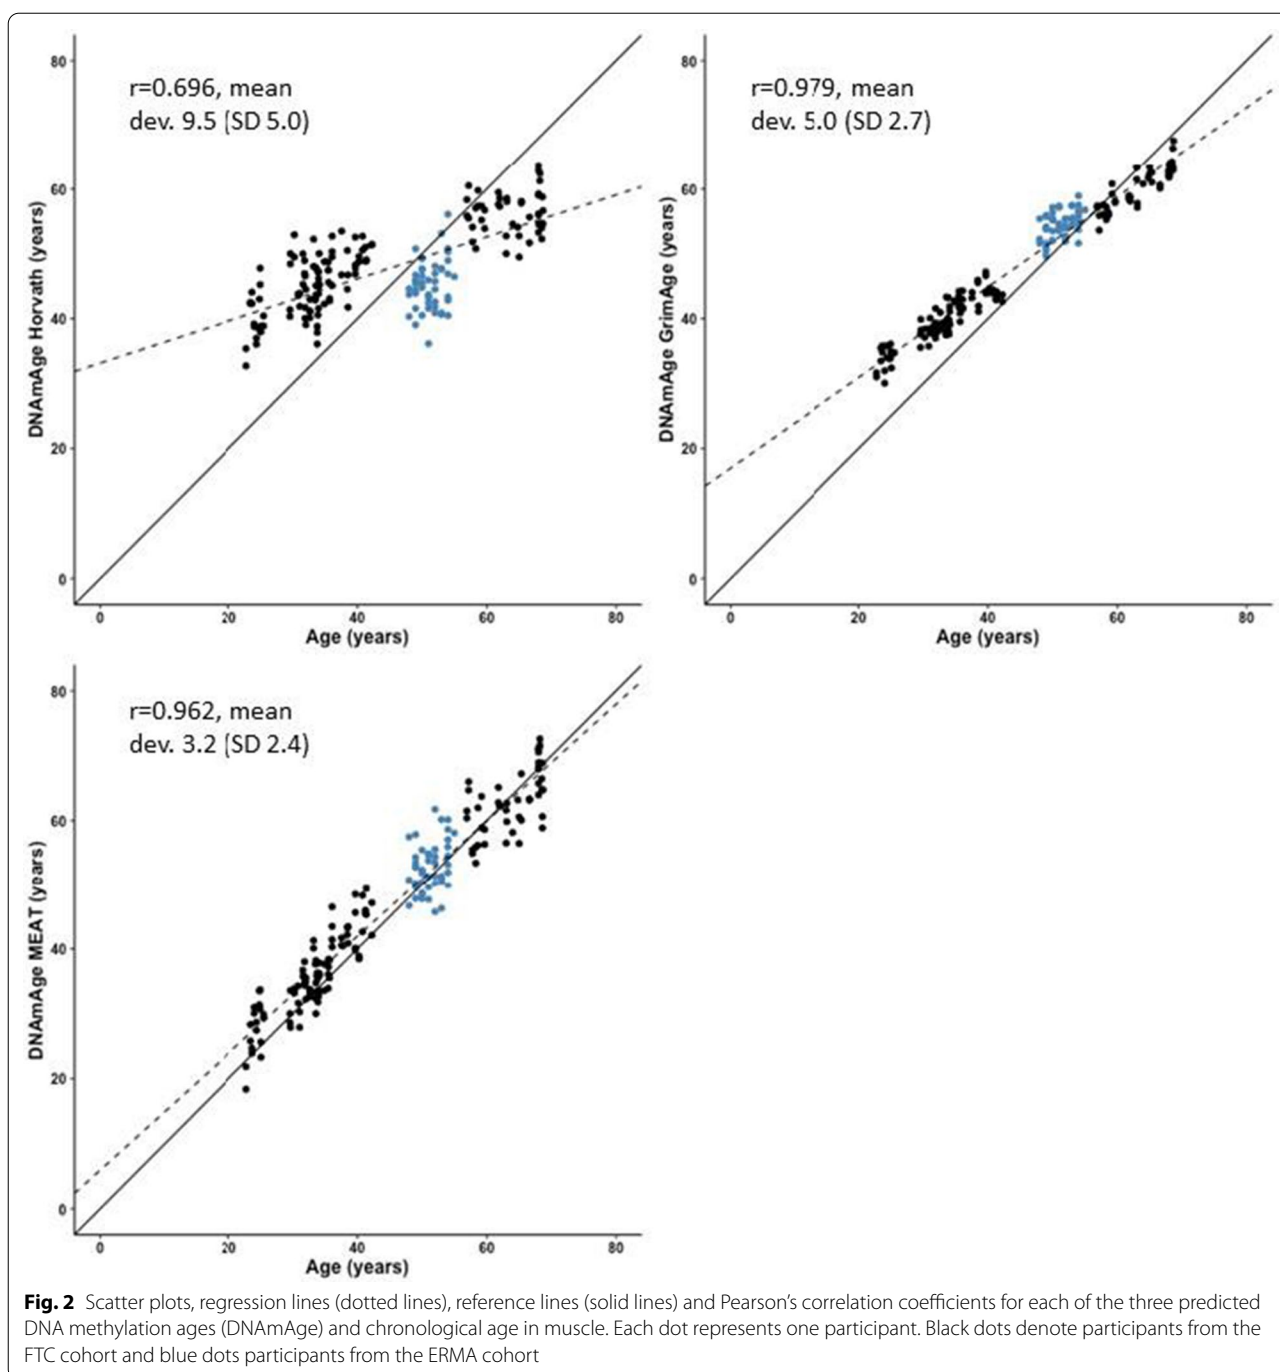 r=0.696, mean
dev. 9.5 (SD 5.0)
DNAmAge Horvath (years)
80
60
40
20
0
0 20 40 60 80
Age (years)
r=0.979, mean
dev. 5.0 (SD 2.7)
DNAmAge GrimAge (years)
80
60
40
20
0
0 20 40 60 80
Age (years)
r=0.962, mean
dev. 3.2 (SD 2.4)
DNAmAge MEAT (years)
80
60
40
20
0
0 20 40 60 80
Age (years)
Fig. 2 Scatter plots, regression lines (dotted lines), reference lines (solid lines) and Pearson's correlation coefficients for each of the three predicted
DNA methylation ages (DNAmAge) and chronological age in muscle. Each dot represents one participant. Black dots denote participants from the
FTC cohort and blue dots participants from the ERMA cohort